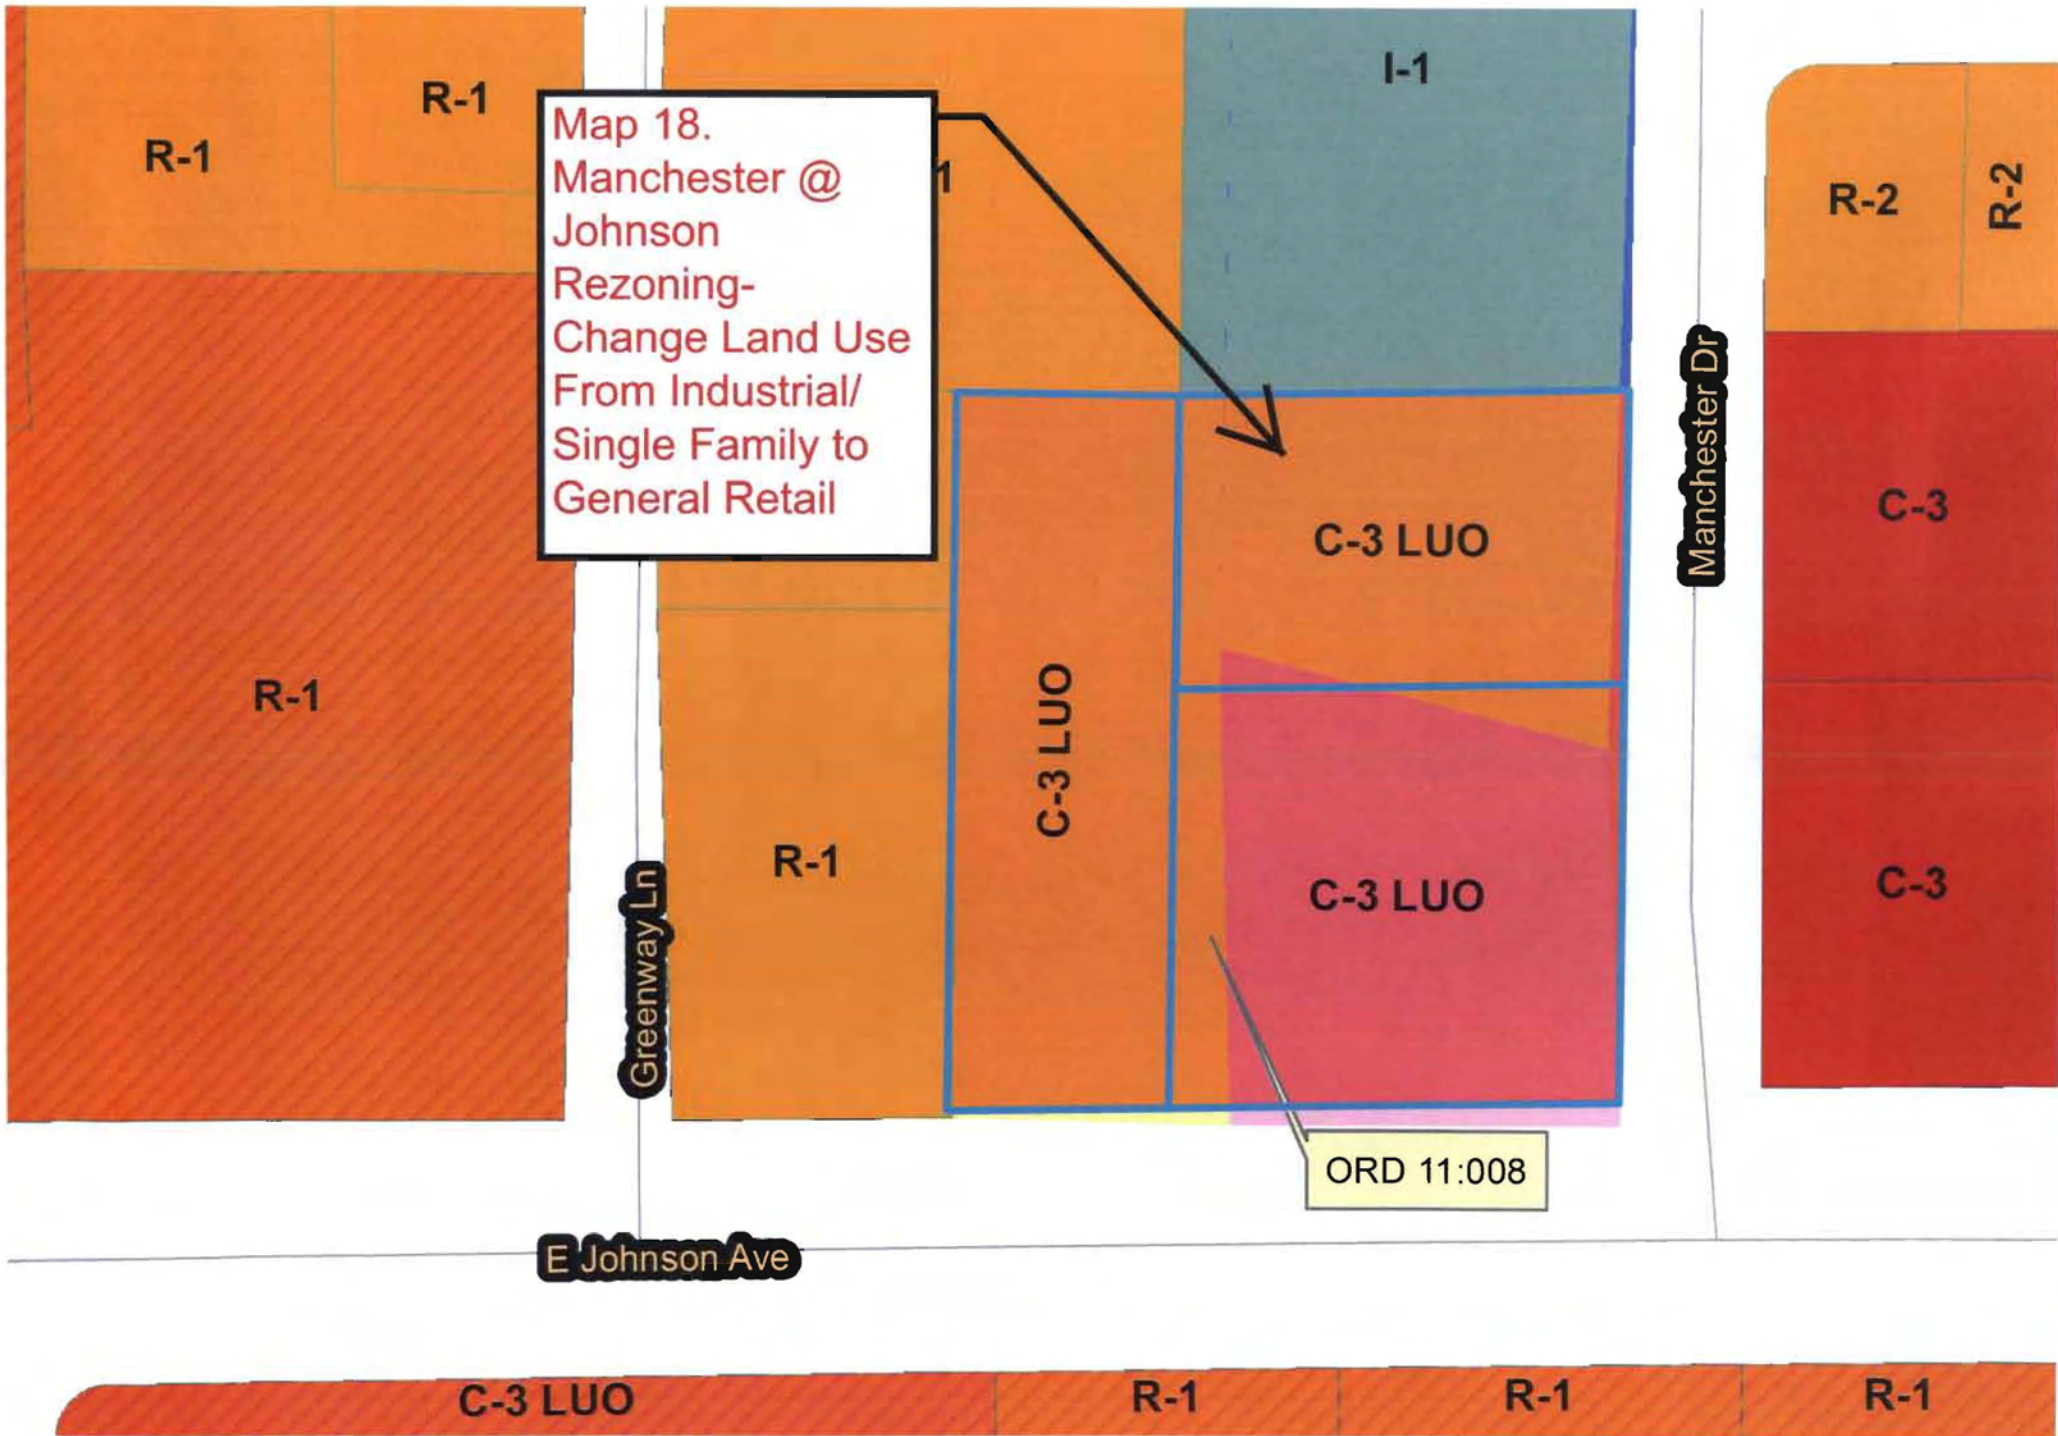 I-1
R-1
R-1
Map 18.
Manchester @
Johnson
Rezoning-
Change Land Use
From Industrial/
Single Family to
General Retail
1
R-2
R-2
Manchester Dr
C-3
C-3 LUO
R-1
C-3 LUO
R-1
C-3 LUO
C-3
Greenway Ln
ORD 11:008
E Johnson Ave
C-3 LUO
R-1
R-1
R-1